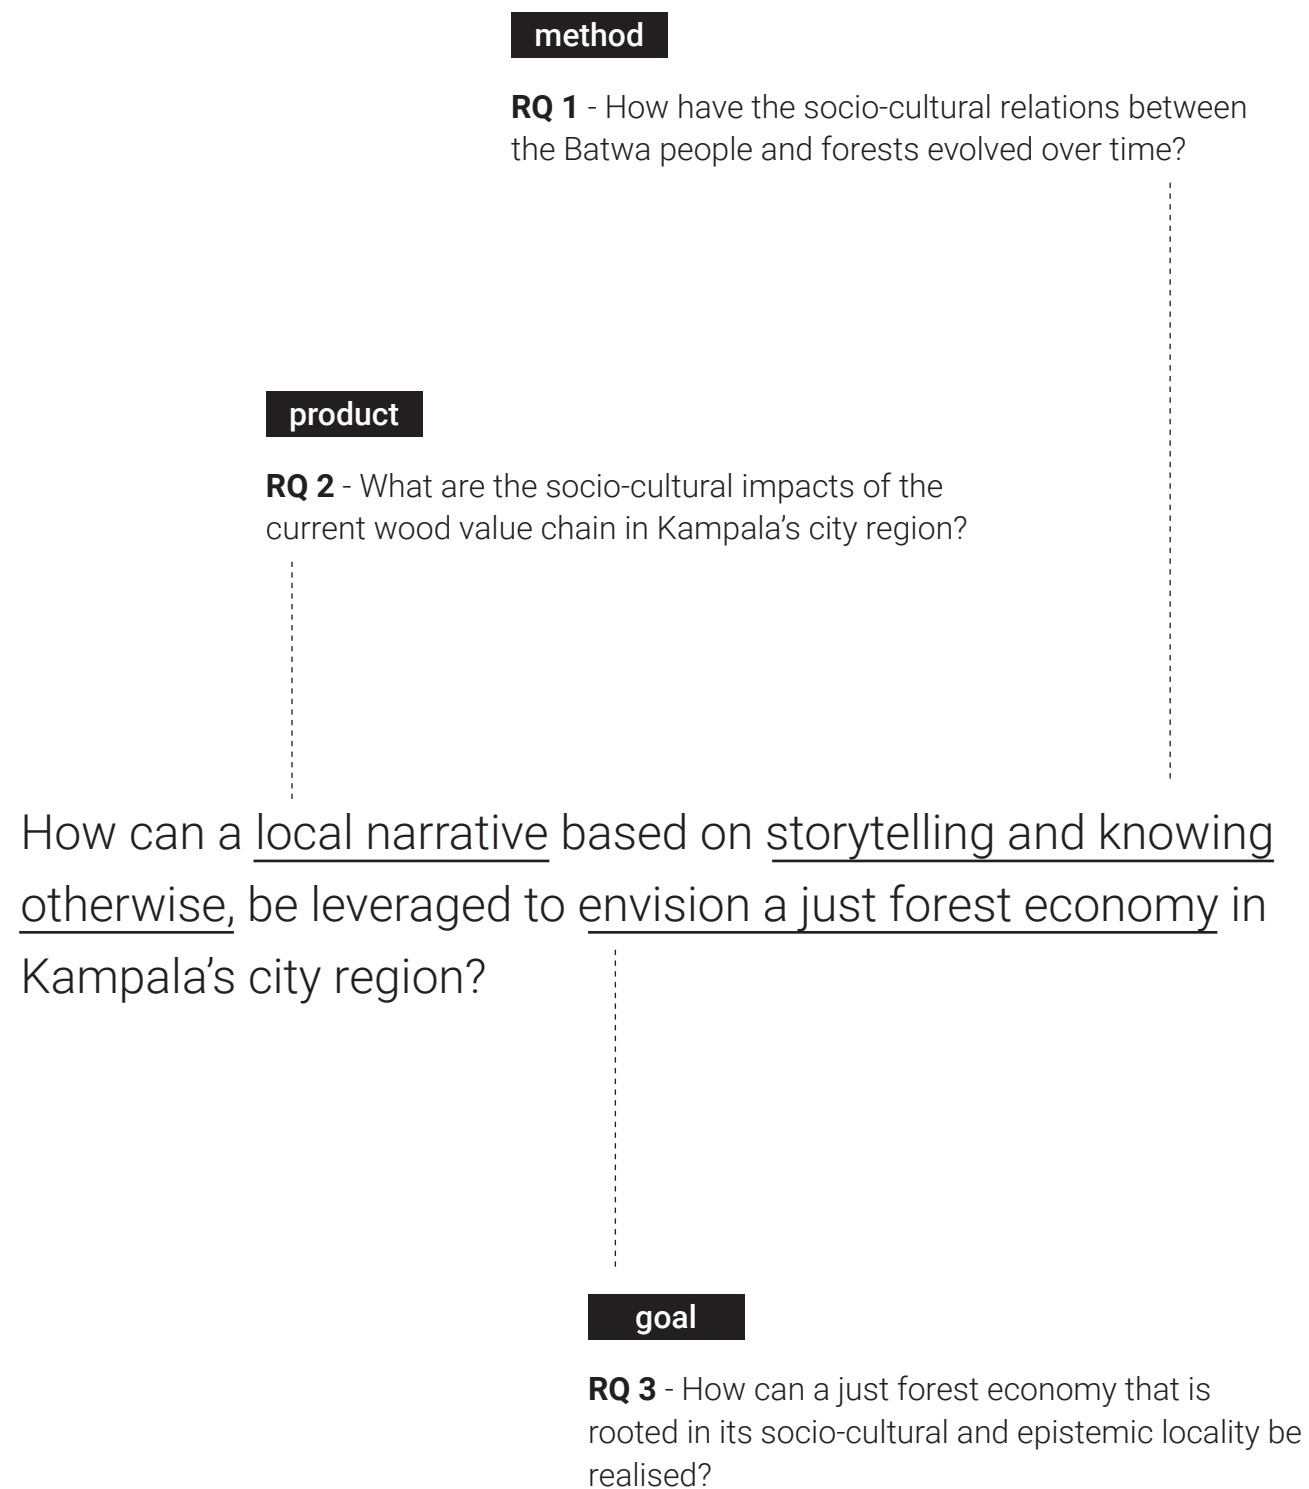 method
RQ 1 - How have the socio-cultural relations between
the Batwa people and forests evolved over time?
product
RQ 2 - What are the socio-cultural impacts of the
current wood value chain in Kampala’s city region?
How can a local narrative based on storytelling and knowing
otherwise, be leveraged to envision a just forest economy in
Kampala’s city region?
goal
RQ 3 - How can a just forest economy that is
rooted in its socio-cultural and epistemic locality be
realised?